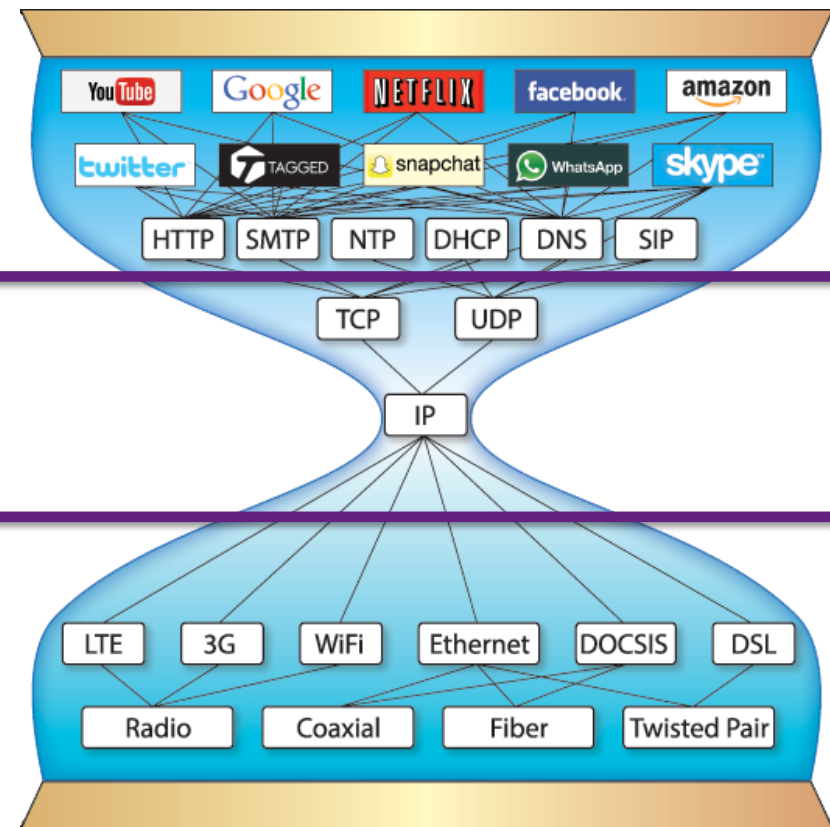 YouTube Google NETFLIX facebook amazon
twitter TAGGED snapchat WhatsApp skype
HTTP SMTP NTP DHCP DNS SIP
TCP UDP
IP
LTE 3G WiFi Ethernet DOCSIS DSL
Radio Coaxial Fiber Twisted Pair